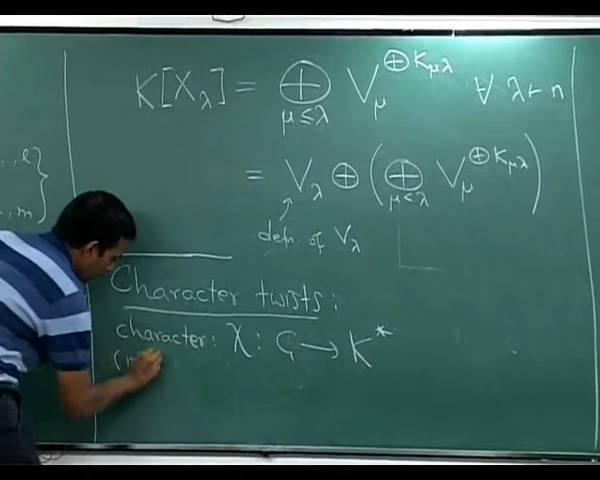 K[X_λ] = ⊕_{μ≤λ} V_μ^{⊕K_{μλ}} ∀ λ⊢n
= V_λ ⊕ (⊕_{μ<λ} V_μ^{⊕K_{μλ}})
defn. of V_λ
Character twists:
character: χ: G → K*
, m}